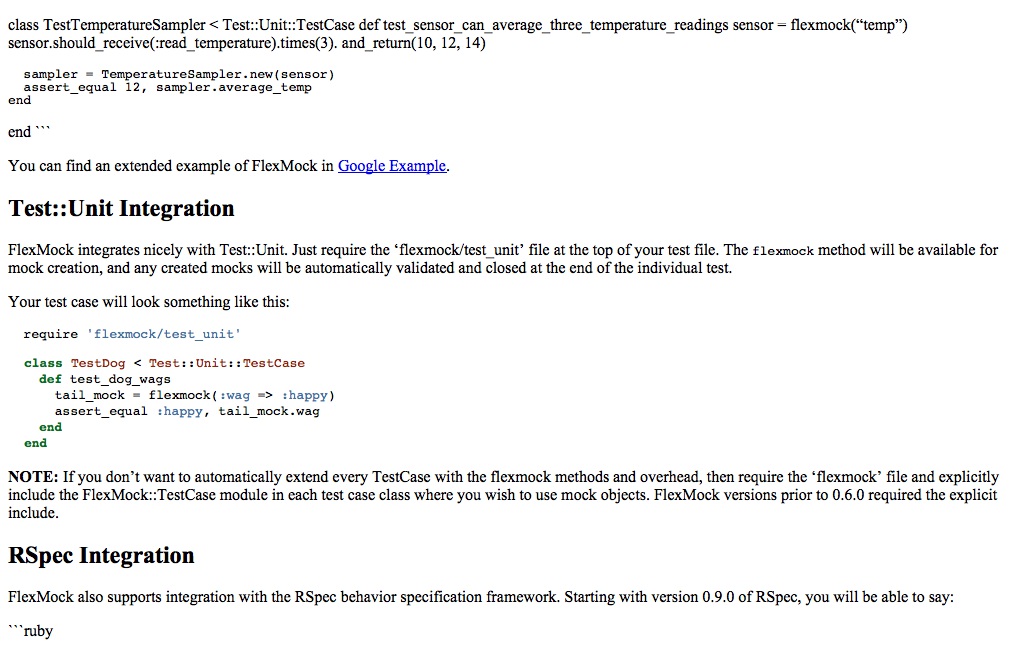 class TestTemperatureSampler < Test::Unit::TestCase def test_sensor_can_average_three_temperature_readings sensor = flexmock(“temp”)
sensor.should_receive(:read_temperature).times(3). and_return(10, 12, 14)
sampler = TemperatureSampler.new(sensor)
assert_equal 12, sampler.average_temp
end
end ```
You can find an extended example of FlexMock in Google Example.
Test::Unit Integration
FlexMock integrates nicely with Test::Unit. Just require the ‘flexmock/test_unit’ file at the top of your test file. The flexmock method will be available for
mock creation, and any created mocks will be automatically validated and closed at the end of the individual test.
Your test case will look something like this:
require 'flexmock/test_unit'
class TestDog < Test::Unit::TestCase
def test_dog_wags
tail_mock = flexmock(:wag => :happy)
assert_equal :happy, tail_mock.wag
end
end
NOTE: If you don’t want to automatically extend every TestCase with the flexmock methods and overhead, then require the ‘flexmock’ file and explicitly
include the FlexMock::TestCase module in each test case class where you wish to use mock objects. FlexMock versions prior to 0.6.0 required the explicit
include.
RSpec Integration
FlexMock also supports integration with the RSpec behavior specification framework. Starting with version 0.9.0 of RSpec, you will be able to say:
```ruby